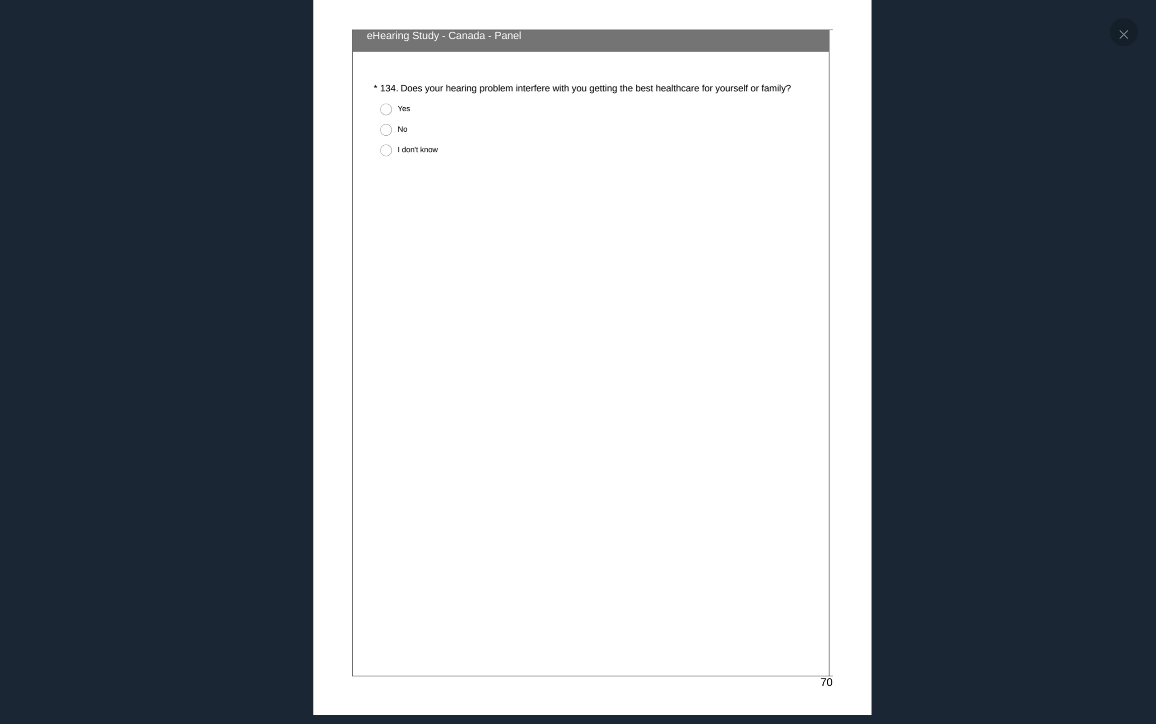 eHearing Study - Canada - Panel
* 134. Does your hearing problem interfere with you getting the best healthcare for yourself or family?
Yes
No
I don't know
70